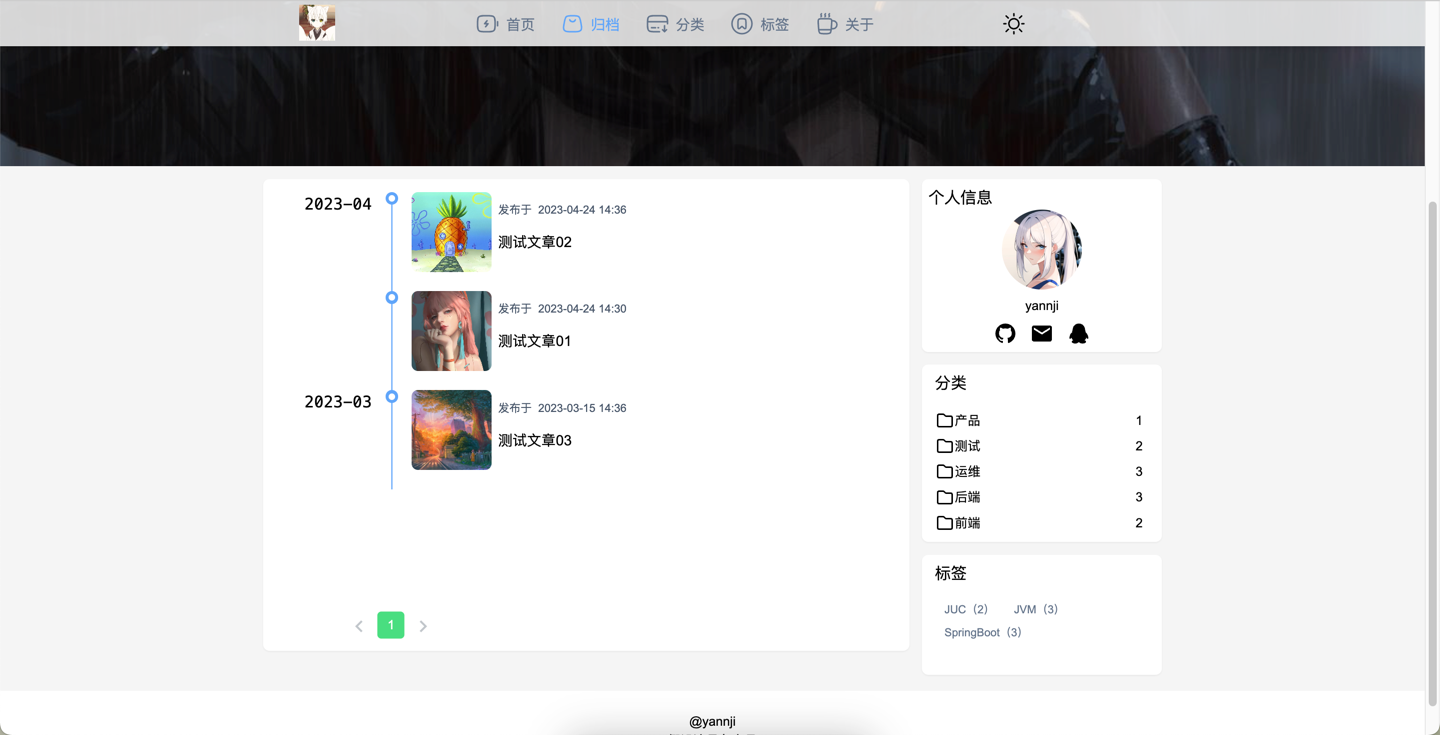 首页 归档 分类 标签 关于
2023-04
发布于 2023-04-24 14:36
测试文章02
发布于 2023-04-24 14:30
测试文章01
2023-03
发布于 2023-03-15 14:36
测试文章03
1
个人信息
yannji
分类
产品 1
测试 2
运维 3
后端 3
前端 2
标签
JUC（2） JVM（3）
SpringBoot（3）
@yannji